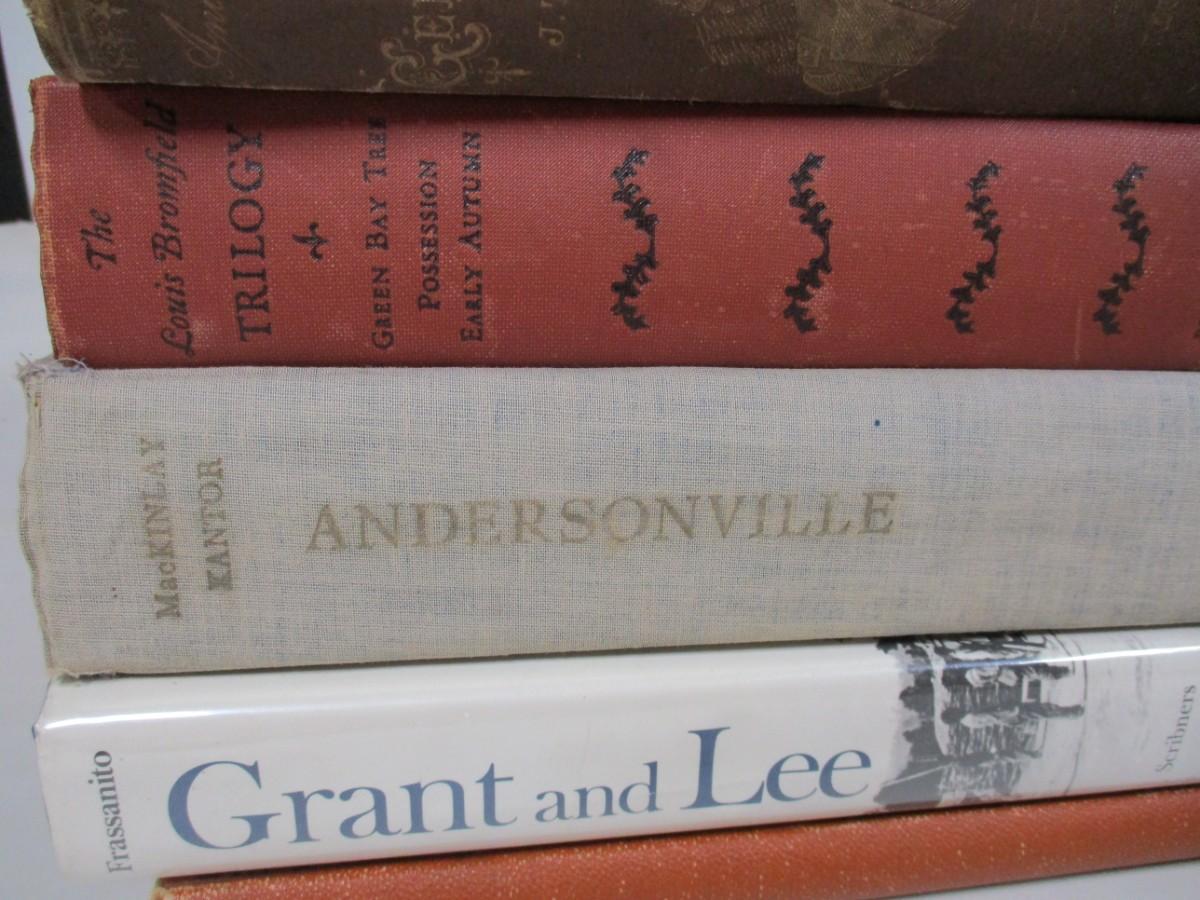 The
Louis Bromfield
TRILOGY
GREEN BAY TREE
POSSESSION
EARLY AUTUMN
MacKINLAY
KANTOR
ANDERSONVILLE
Frassanito
Grant and Lee
Scribners